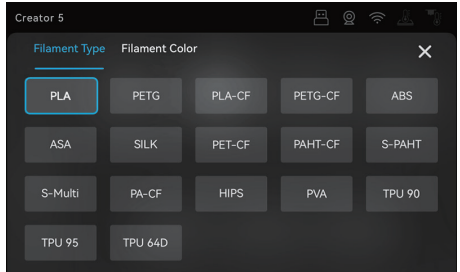 Creator 5
Filament Type Filament Color
PLA PETG PLA-CF PETG-CF ABS
ASA SILK PET-CF PAHT-CF S-PAHT
S-Multi PA-CF HIPS PVA TPU 90
TPU 95 TPU 64D